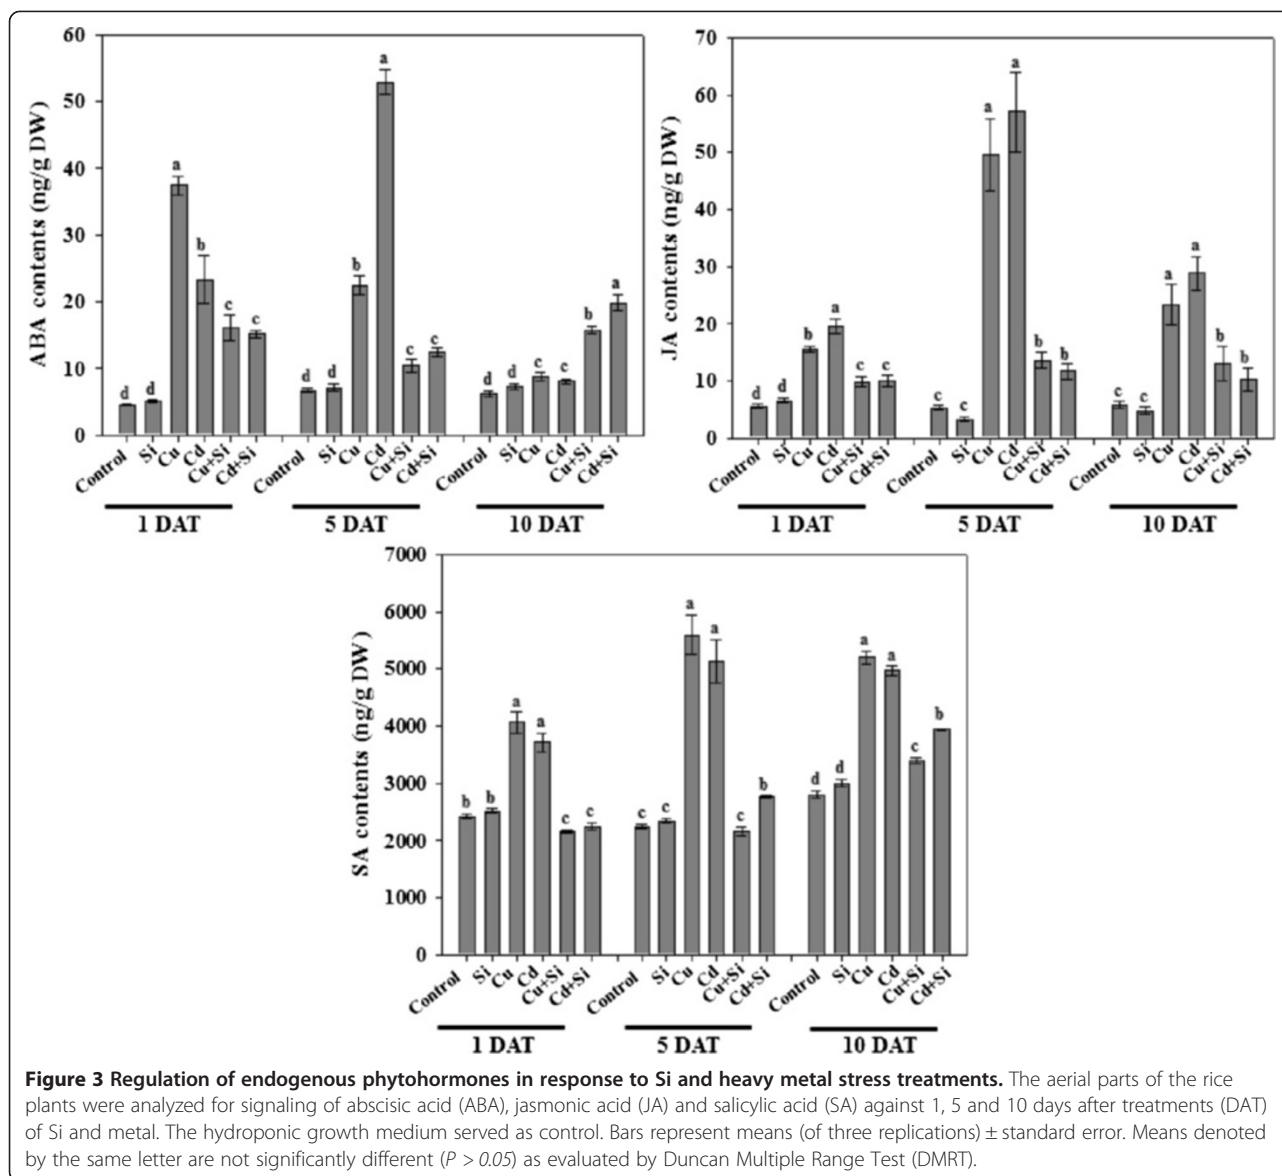 60
50
40
30
20
10
0
ABA contents (ng/g DW)
d d a b c c
d d b a c c
d d c c b a
Control Si Cu Cd Cu+Si Cd+Si
Control Si Cu Cd Cu+Si Cd+Si
Control Si Cu Cd Cu+Si Cd+Si
1 DAT 5 DAT 10 DAT
70
60
50
40
30
20
10
0
JA contents (ng/g DW)
d d b a c c
c c a a b b
c c a a b b
Control Si Cu Cd Cu+Si Cd+Si
Control Si Cu Cd Cu+Si Cd+Si
Control Si Cu Cd Cu+Si Cd+Si
1 DAT 5 DAT 10 DAT
7000
6000
5000
4000
3000
2000
1000
0
SA contents (ng/g DW)
b b a a c c
c c a a c b
d d a a c b
Control Si Cu Cd Cu+Si Cd+Si
Control Si Cu Cd Cu+Si Cd+Si
Control Si Cu Cd Cu+Si Cd+Si
1 DAT 5 DAT 10 DAT
Figure 3 Regulation of endogenous phytohormones in response to Si and heavy metal stress treatments. The aerial parts of the rice
plants were analyzed for signaling of abscisic acid (ABA), jasmonic acid (JA) and salicylic acid (SA) against 1, 5 and 10 days after treatments (DAT)
of Si and metal. The hydroponic growth medium served as control. Bars represent means (of three replications) ± standard error. Means denoted
by the same letter are not significantly different (P > 0.05) as evaluated by Duncan Multiple Range Test (DMRT).